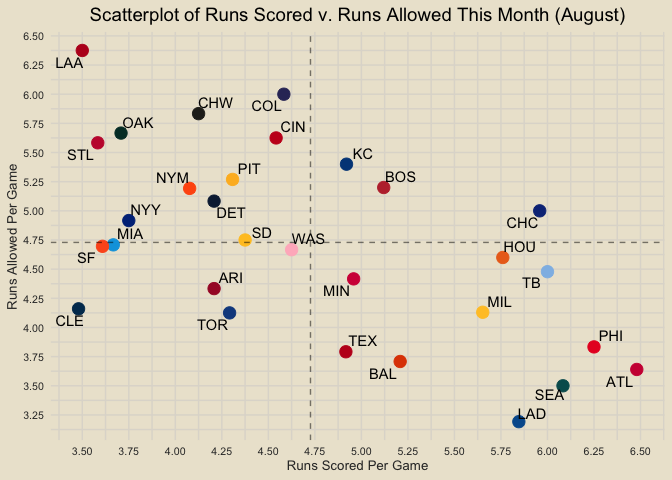 Scatterplot of Runs Scored v. Runs Allowed This Month (August)
6.50
LAA
6.25
6.00
COL
CHW
5.75
OAK
CIN
STL
5.50
KC
PIT
BOS
5.25
NYM
DET
5.00
NYY
CHC
MIA
SD
WAS
4.75
HOU
SF
4.50
TB
ARI
MIN
4.25
MIL
CLE
TOR
4.00
TEX
PHI
3.75
BAL
ATL
3.50
SEA
LAD
3.25
Runs Allowed Per Game
3.50 3.75 4.00 4.25 4.50 4.75 5.00 5.25 5.50 5.75 6.00 6.25 6.50
Runs Scored Per Game